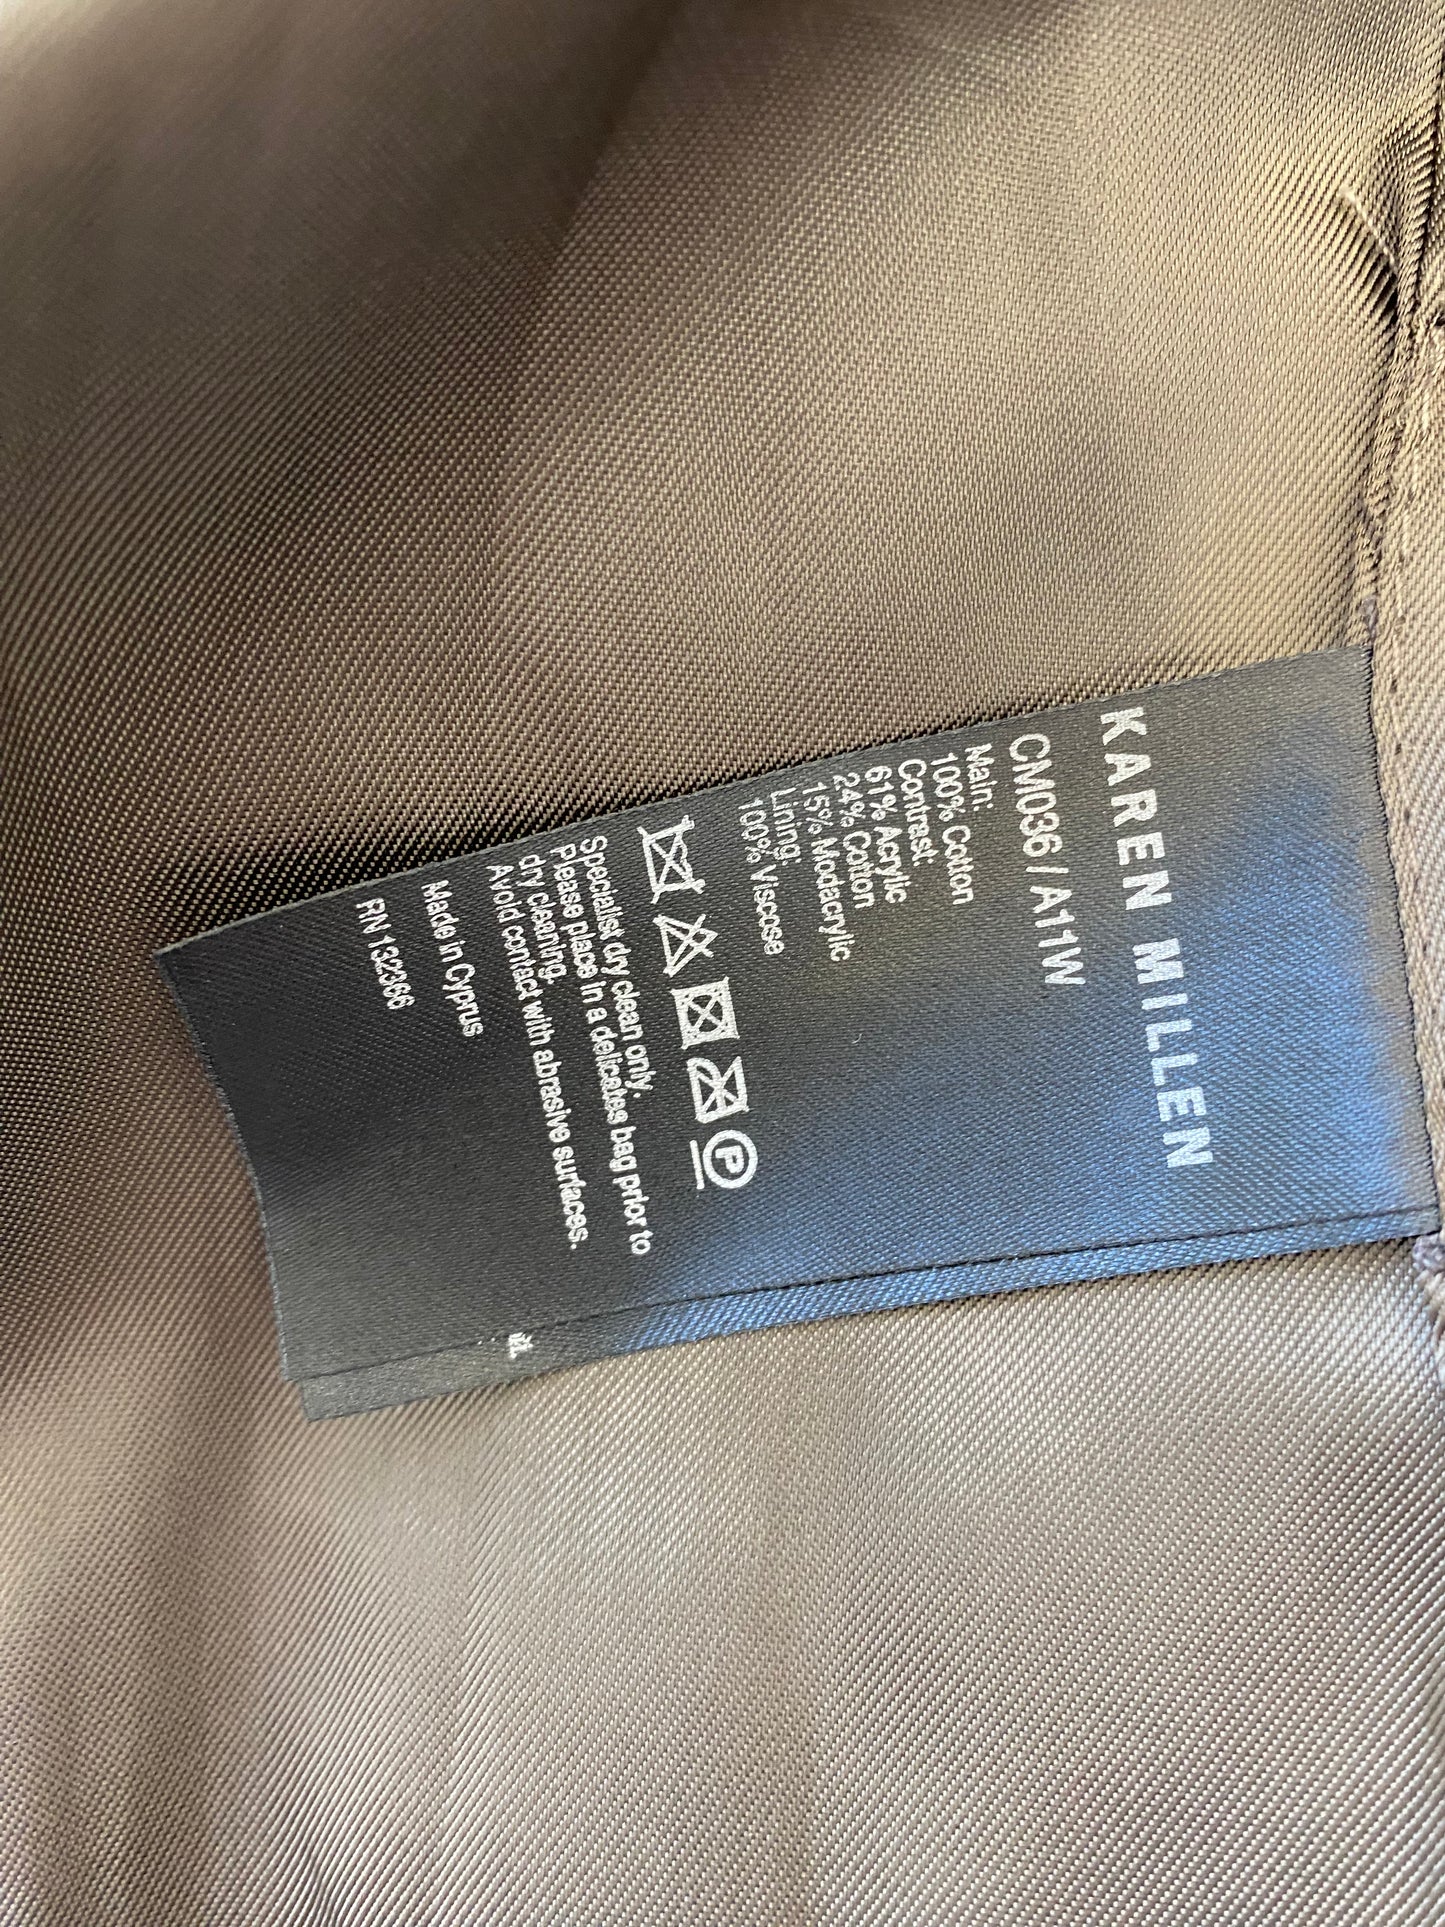 KAREN MILLEN
CM036 / A11W
Main:
100% Cotton
Contrast:
61% Acrylic
24% Cotton
15% Modacrylic
Lining:
100% Viscose
P
Specialist dry clean only.
Please place in a delicates bag prior to
dry cleaning.
Avoid contact with abrasive surfaces.
Made in Cyprus
RN 132366